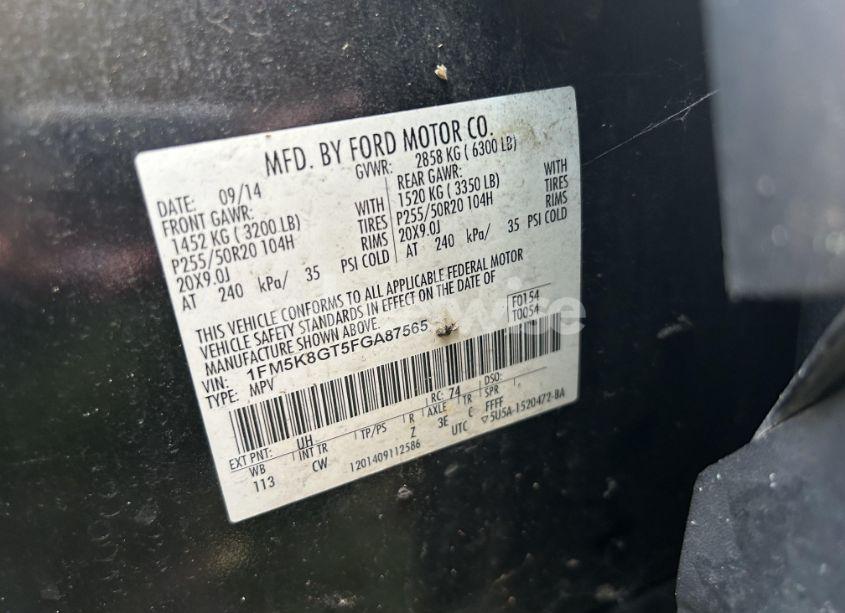 MFD. BY FORD MOTOR CO.
DATE: 09/14 GVWR: 2858 KG ( 6300 LB)
FRONT GAWR: REAR GAWR:
1452 KG ( 3200 LB) WITH 1520 KG ( 3350 LB) WITH
P255/50R20 104H TIRES P255/50R20 104H TIRES
20X9.0J RIMS 20X9.0J RIMS
AT 240 kPa/ 35 PSI COLD AT 240 kPa/ 35 PSI COLD
THIS VEHICLE CONFORMS TO ALL APPLICABLE FEDERAL MOTOR
VEHICLE SAFETY STANDARDS IN EFFECT ON THE DATE OF
MANUFACTURE SHOWN ABOVE.
F0154
T0054
VIN: 1FM5K8GT5FGA87565
TYPE: MPV
EXT PNT: UH RC: 74 DSO:
WB INT TR TP/PS R AXLE TR SPR
113 CW Z 3E C FFFF
1201409112586 UTC ▽5U5A-1520472-BA
wise